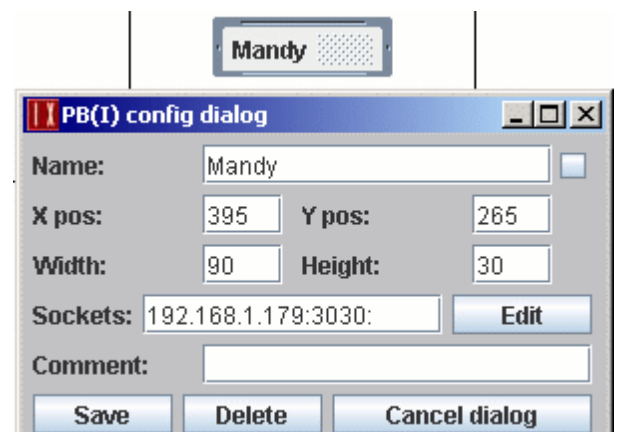 Mandy
PB(I) config dialog
Name: Mandy
X pos: 395 Y pos: 265
Width: 90 Height: 30
Sockets: 192.168.1.179:3030: Edit
Comment:
Save Delete Cancel dialog